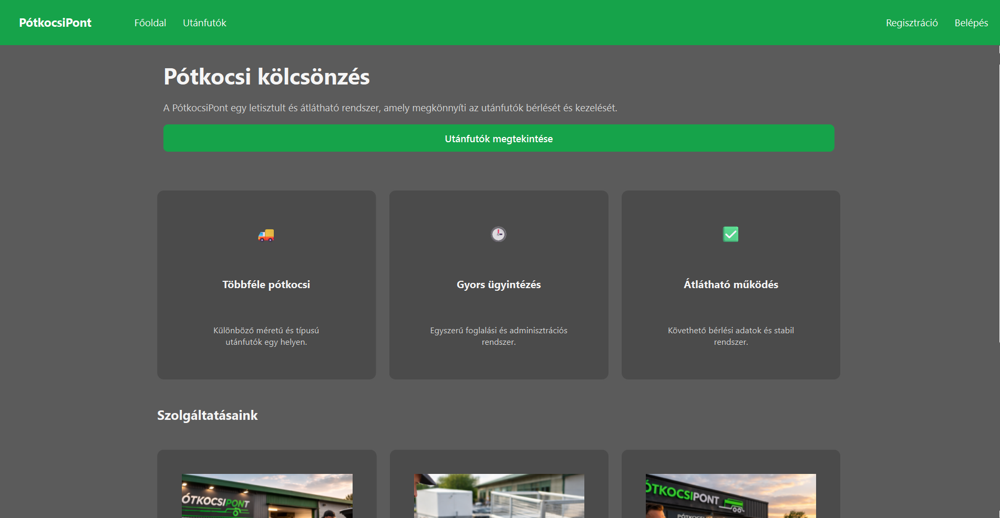 PótkocsiPont
Főoldal
Utánfutók
Regisztráció
Belépés
Pótkocsi kölcsönzés
A PótkocsiPont egy letisztult és átlátható rendszer, amely megkönnyíti az utánfutók bérlését és kezelését.
Utánfutók megtekintése
Többféle pótkocsi
Különböző méretű és típusú
utánfutók egy helyen.
Gyors ügyintézés
Egyszerű foglalási és adminisztrációs
rendszer.
Átlátható működés
Követhető bérlési adatok és stabil
rendszer.
Szolgáltatásaink
ÓTKOCSIPONT
ÓTKOCSIPONT